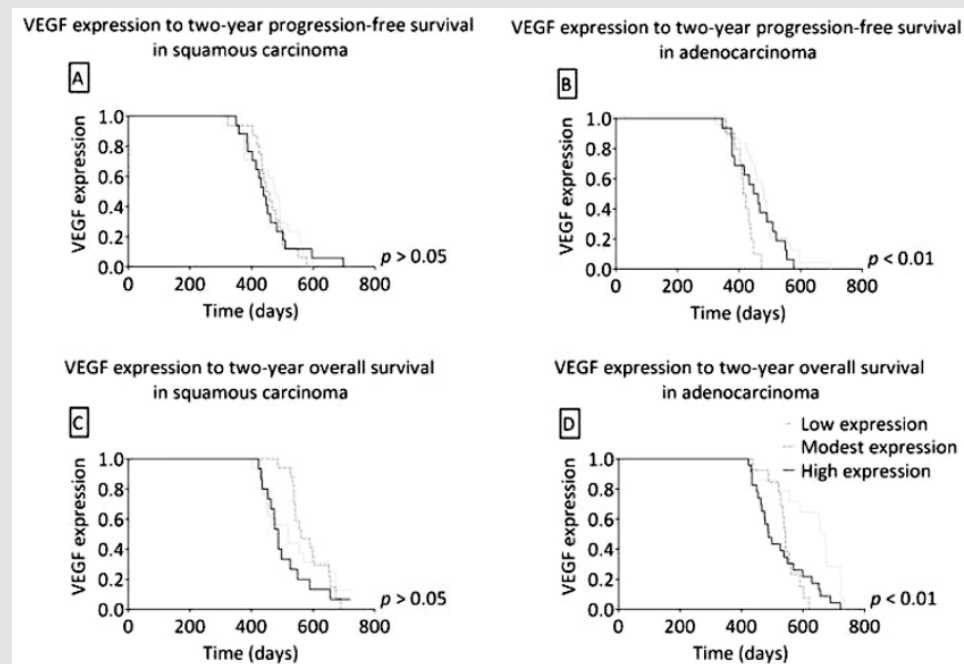 VEGF expression to two-year progression-free survival
in squamous carcinoma
A
VEGF expression
1.0
0.8
0.6
0.4
0.2
0.0
0
200
400
600
800
Time (days)
p > 0.05
VEGF expression to two-year progression-free survival
in adenocarcinoma
B
VEGF expression
1.0
0.8
0.6
0.4
0.2
0.0
0
200
400
600
800
Time (days)
p < 0.01
VEGF expression to two-year overall survival
in squamous carcinoma
C
VEGF expression
1.0
0.8
0.6
0.4
0.2
0.0
0
200
400
600
800
Time (days)
p > 0.05
VEGF expression to two-year overall survival
in adenocarcinoma
D
Low expression
Modest expression
High expression
VEGF expression
1.0
0.8
0.6
0.4
0.2
0.0
0
200
400
600
800
Time (days)
p < 0.01